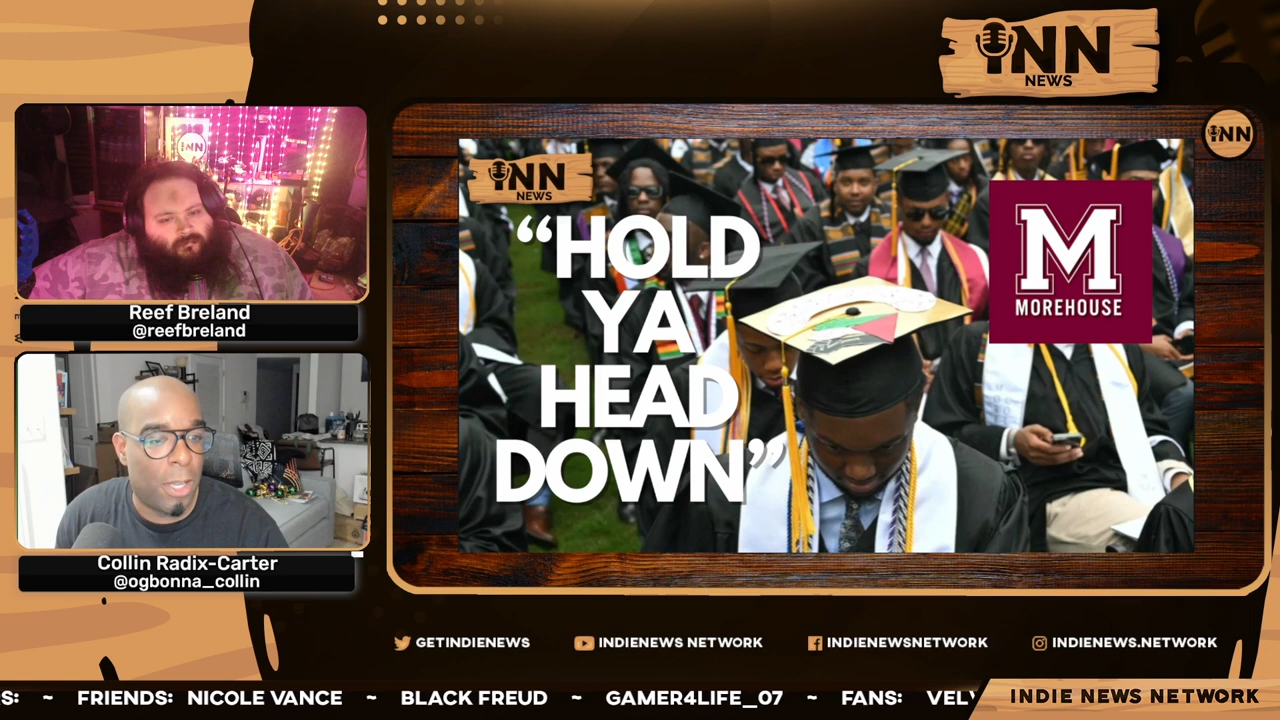 INN
NEWS
INN
Reef Breland
@reefbreland
Collin Radix-Carter
@ogbonna_collin
INN
NEWS
“HOLD
YA
HEAD
DOWN”
M
MOREHOUSE
GETINDIENEWS
INDIENEWS NETWORK
INDIENEWSNETWORK
INDIENEWS.NETWORK
S: ~ FRIENDS: NICOLE VANCE ~ BLACK FREUD ~ GAMER4LIFE_07 ~ FANS: VELV
INDIE NEWS NETWORK